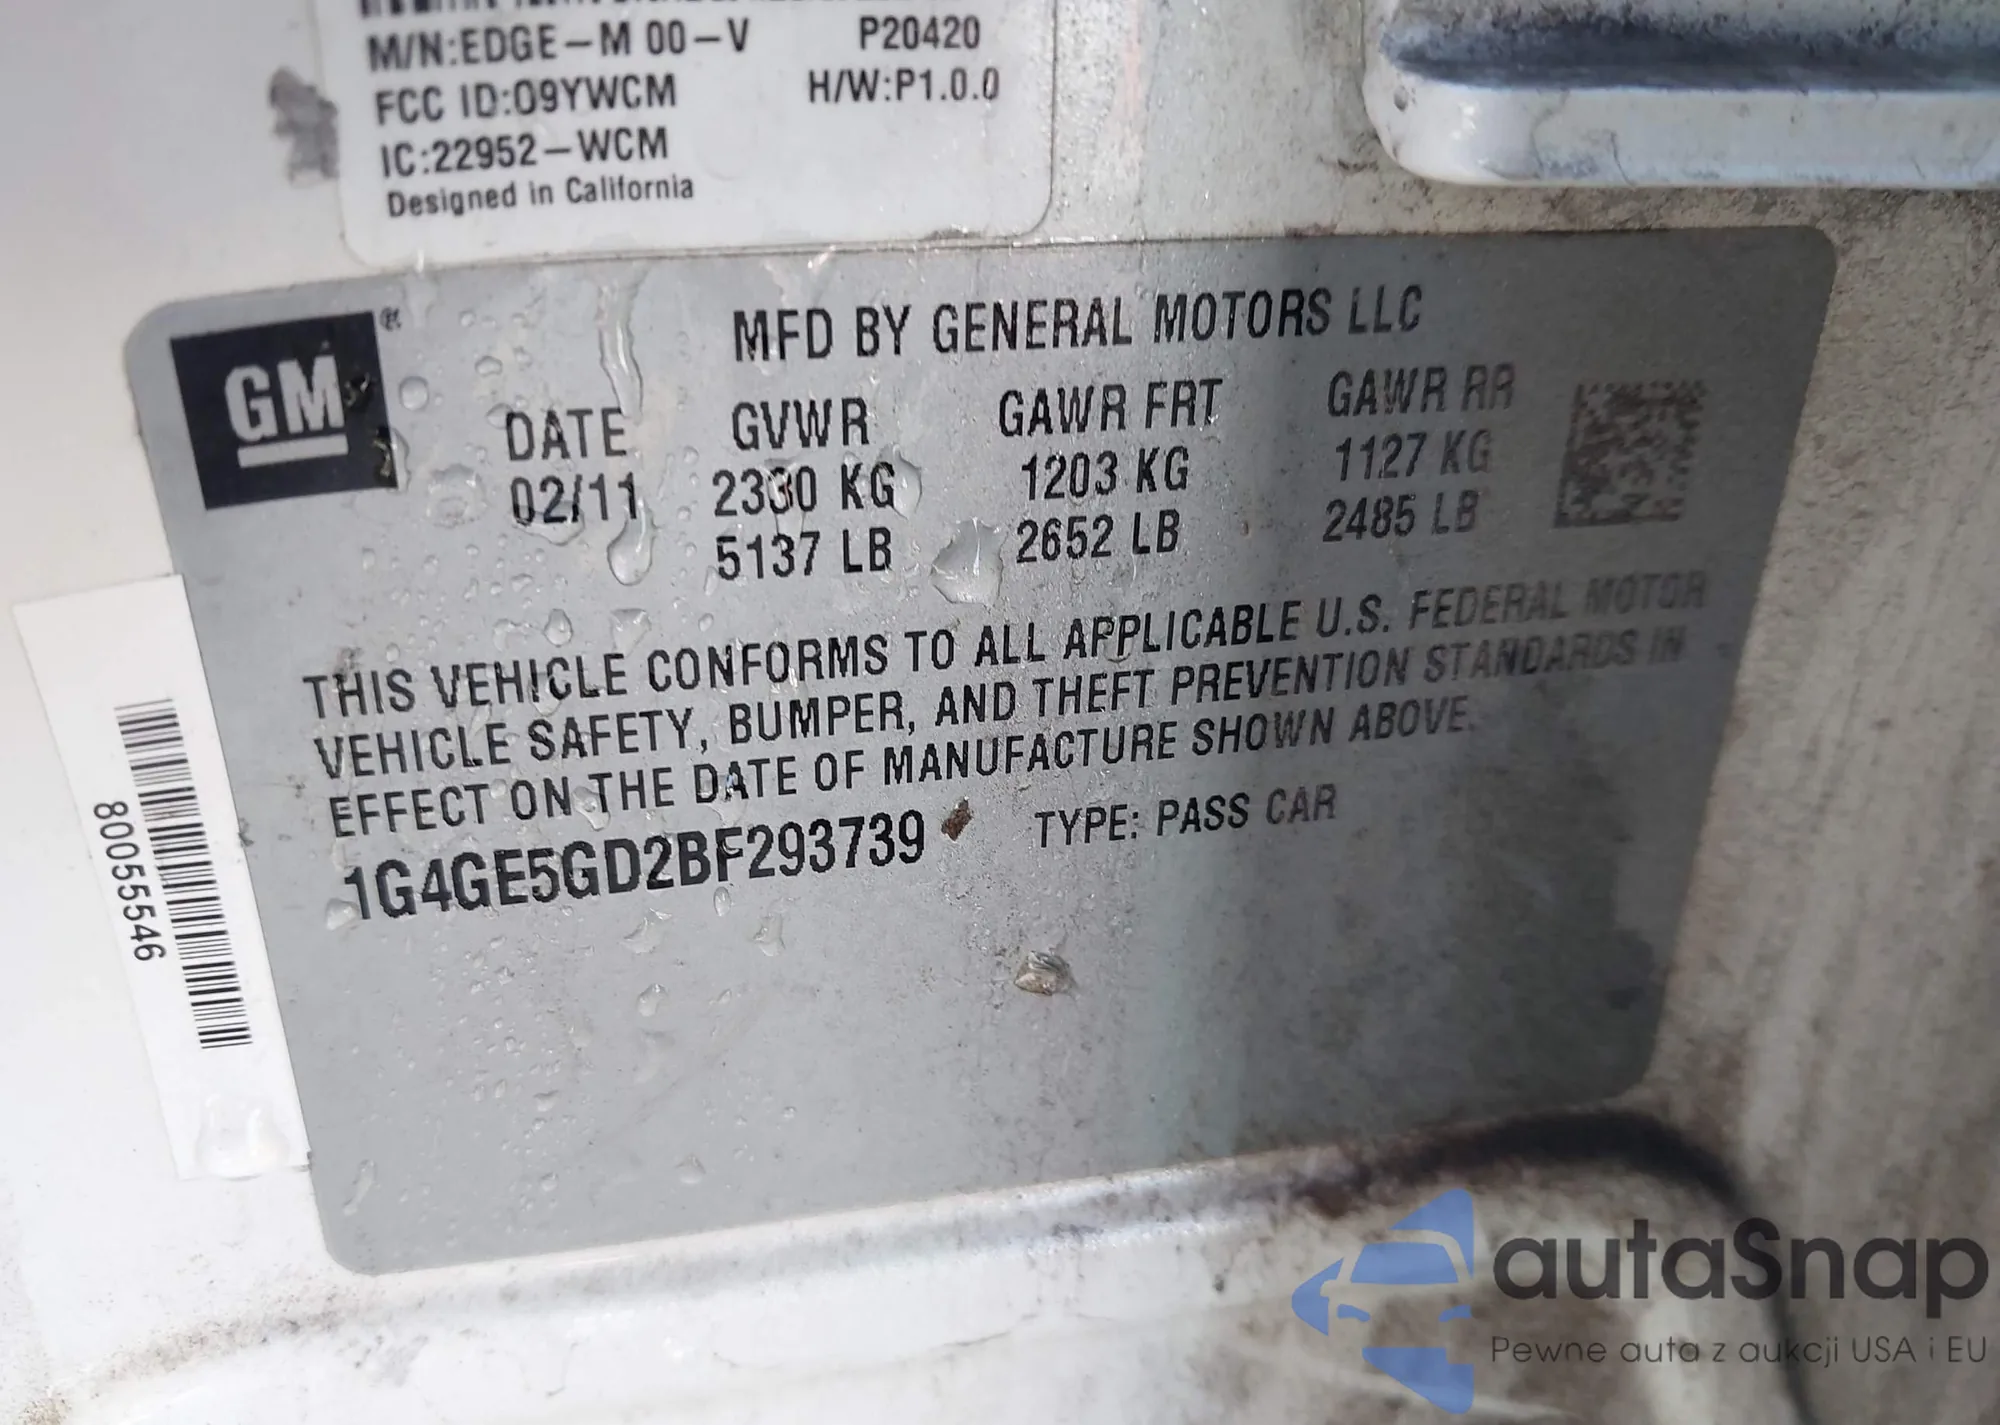 M/N:EDGE-M 00-V P20420
FCC ID:O9YWCM H/W:P1.0.0
IC:22952-WCM
Designed in California
GM®
MFD BY GENERAL MOTORS LLC
DATE GVWR GAWR FRT GAWR RR
02/11 2330 KG 1203 KG 1127 KG
5137 LB 2652 LB 2485 LB
THIS VEHICLE CONFORMS TO ALL APPLICABLE U.S. FEDERAL MOTOR
VEHICLE SAFETY, BUMPER, AND THEFT PREVENTION STANDARDS IN
EFFECT ON THE DATE OF MANUFACTURE SHOWN ABOVE.
1G4GE5GD2BF293739 TYPE: PASS CAR
80055546
autaSnap
Pewne auta z aukcji USA i EU